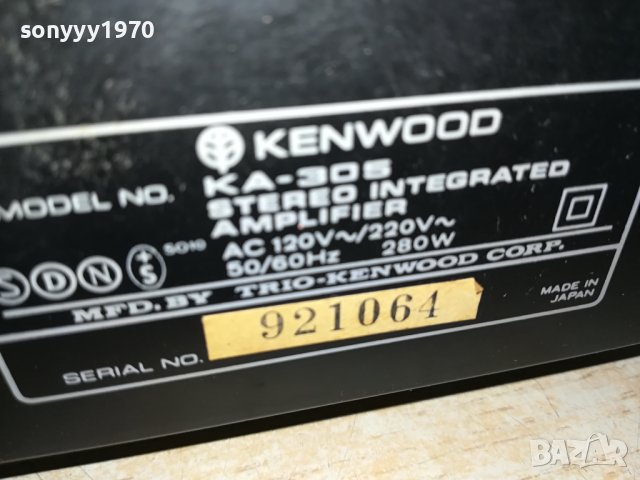 sonyyy1970
KENWOOD
MODEL NO. KA-305
STEREO INTEGRATED
AMPLIFIER
AC 120V~/220V~
50/60Hz 280W
S D N +S
MFD. BY TRIO-KENWOOD CORP.
921064
SERIAL NO.
MADE IN
JAPAN
BAZAR